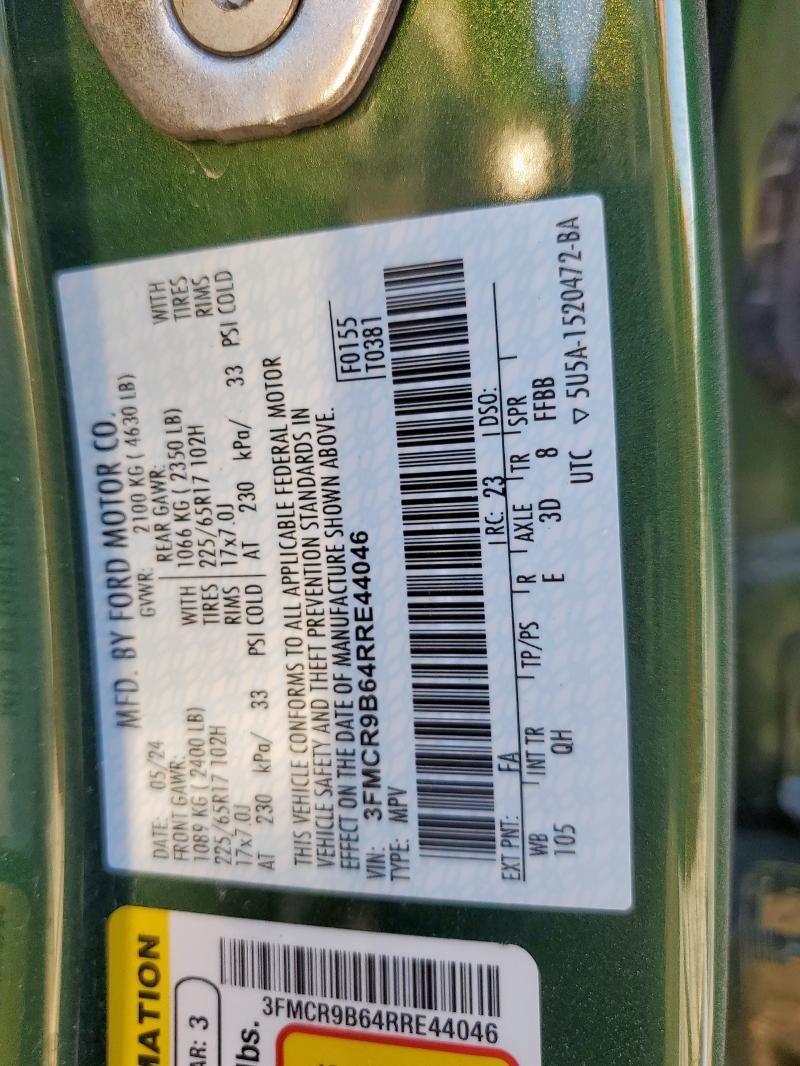 MFD. BY FORD MOTOR CO.
DATE: 05/24 GVWR: 2100 KG ( 4630 LB)
FRONT GAWR: REAR GAWR:
1089 KG ( 2400 LB) WITH 1066 KG ( 2350 LB) WITH
225/65R17 102H TIRES 225/65R17 102H TIRES
17x7.0J RIMS 17x7.0J RIMS
AT 230 kPa/ 33 PSI COLD AT 230 kPa/ 33 PSI COLD
THIS VEHICLE CONFORMS TO ALL APPLICABLE FEDERAL MOTOR
VEHICLE SAFETY AND THEFT PREVENTION STANDARDS IN
EFFECT ON THE DATE OF MANUFACTURE SHOWN ABOVE.
VIN: 3FMCR9B64RRE44046 F0155
TYPE: MPV T0381
EXT PNT: FA RC: 23 DSO:
WB INT TR TP/PS R AXLE TR SPR
105 QH E 3D 8 FFBB
UTC ▽ 5U5A-1520472-BA
MATION
AR: 3
lbs.
3FMCR9B64RRE44046